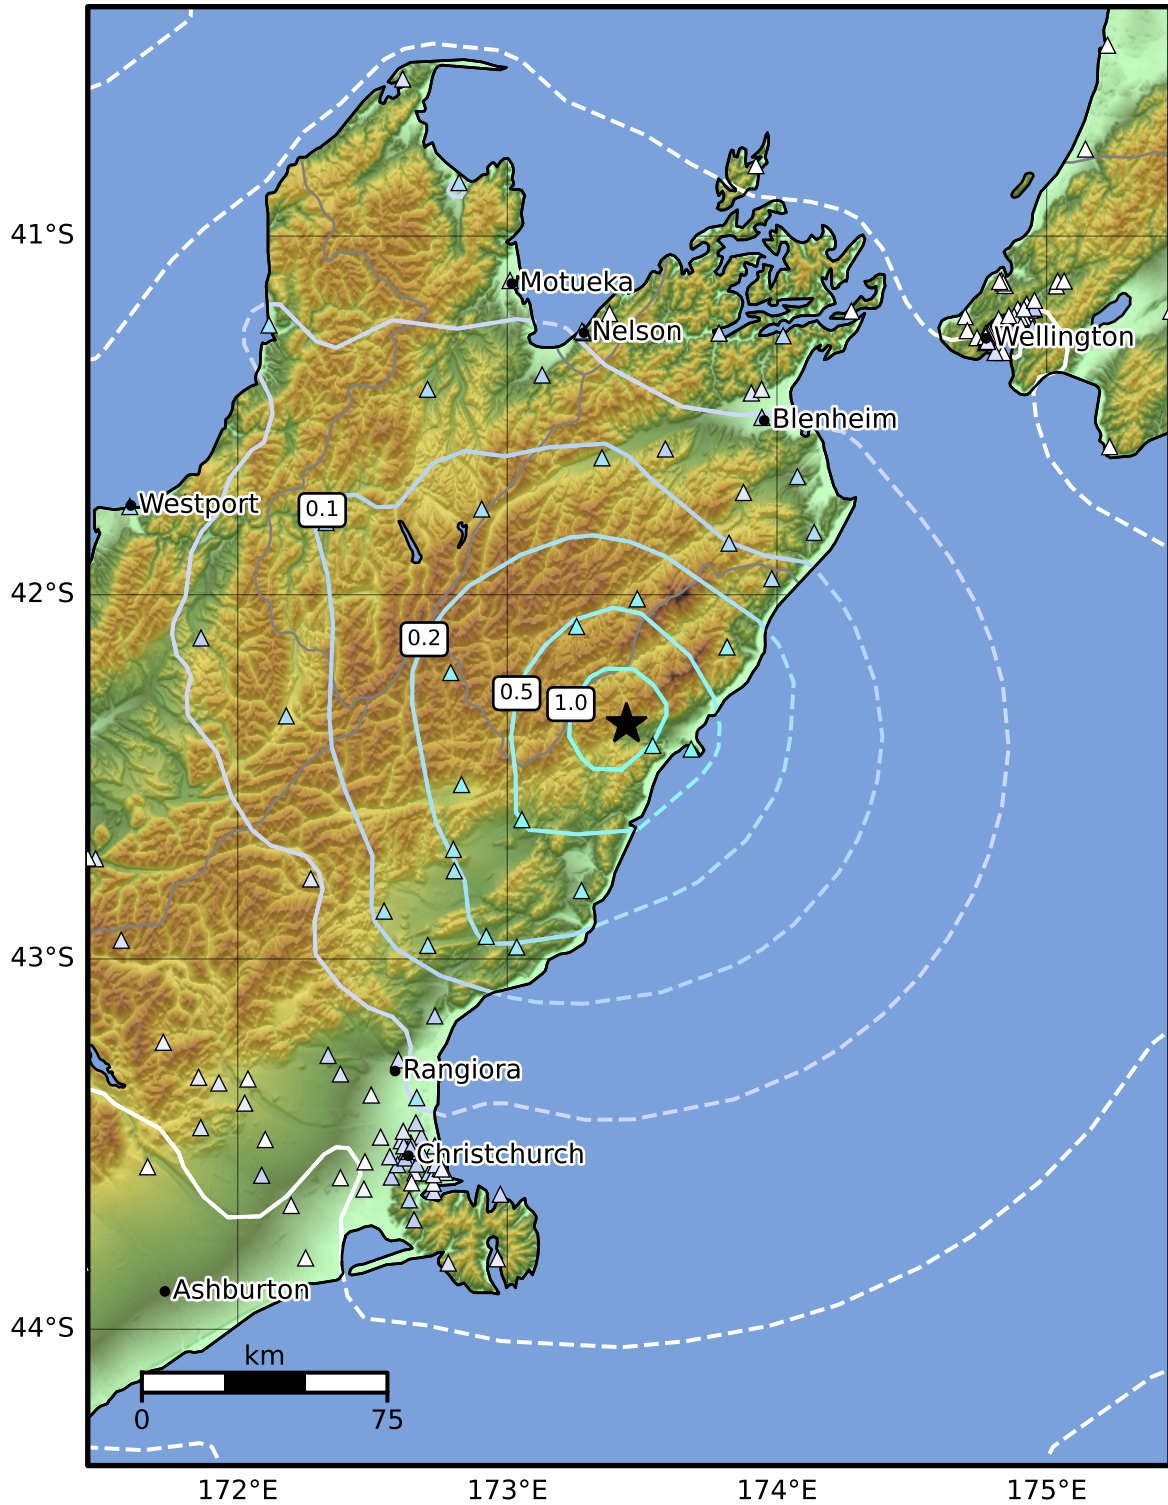 41°S
Motueka
Nelson
Wellington
Blenheim
Westport
0.1
42°S
0.2
0.5
1.0
43°S
Rangiora
Christchurch
Ashburton
44°S
km
0
75
172°E
173°E
174°E
175°E